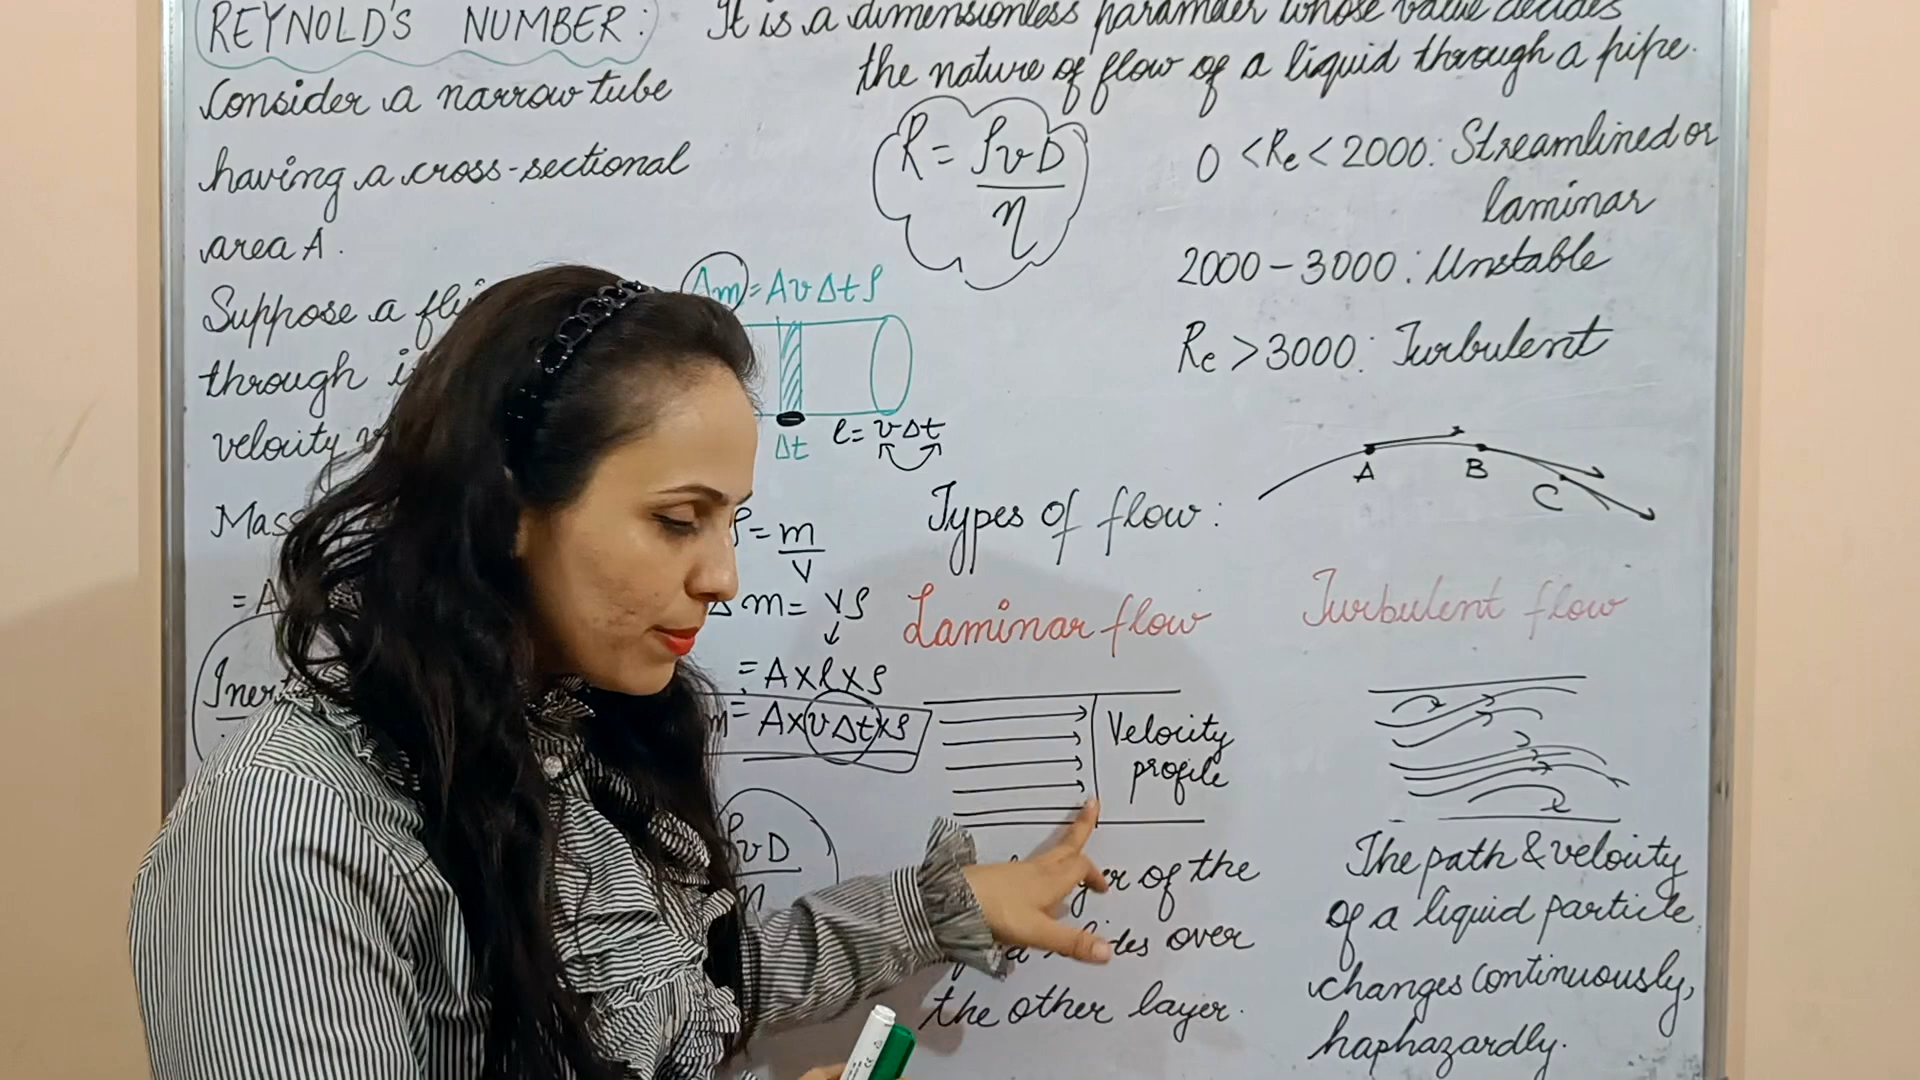 REYNOLD'S NUMBER:
It is a dimensionless parameter whose value decides
the nature of flow of a liquid through a pipe.
Consider a narrow tube
having a cross-sectional
area A.
Suppose a
through
velocity v
Mass
= A
R = ρvD
η
0 < Re < 2000: Streamlined or
laminar
2000 - 3000: Unstable
Re > 3000: Turbulent
Δm = AvΔtρ
Δt
l = vΔt
ρ = m
V
Δm = Vρ
↓
= A×l×ρ
m = A×vΔt×ρ
ρvD
η
A
B
C
Types of flow:
Laminar flow
Velocity
profile
of the
over
the other layer.
Turbulent flow
The path & velocity
of a liquid particle
changes continuously,
haphazardly.